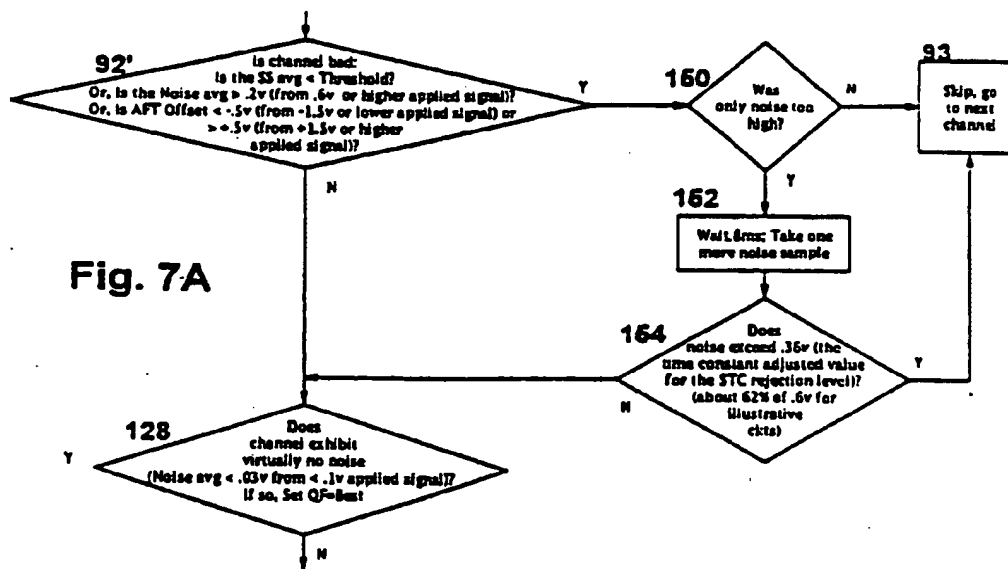 92'
Is channel bad:
Is the SS avg < Threshold?
Or, Is the Noise avg > .2v (from .6v or higher applied signal)?
Or, Is AFT Offset < -.5v (from -1.5v or lower applied signal) or
> +.5v (from +1.5v or higher
applied signal)?
Y
N
150
Was
only noise too
high?
N
Y
93
Skip, go
to next
channel
152
Wait .8ms; Take one
more noise sample
Fig. 7A
154
Does
noise exceed .36v (the
time constant adjusted value
for the STC rejection level)?
(about 62% of .6v for
illustrative
ckts)
Y
N
128
Does
channel exhibit
virtually no noise
(Noise avg < .03v from < .1v applied signal)?
If so, Set QF=Best
Y
N